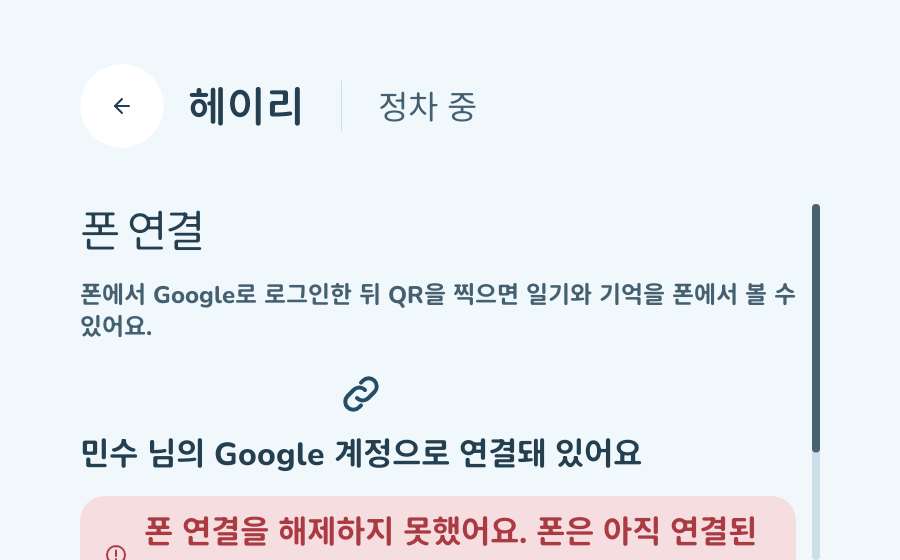 헤이리
정차 중
폰 연결
폰에서 Google로 로그인한 뒤 QR을 찍으면 일기와 기억을 폰에서 볼 수
있어요.
민수 님의 Google 계정으로 연결돼 있어요
폰 연결을 해제하지 못했어요. 폰은 아직 연결된